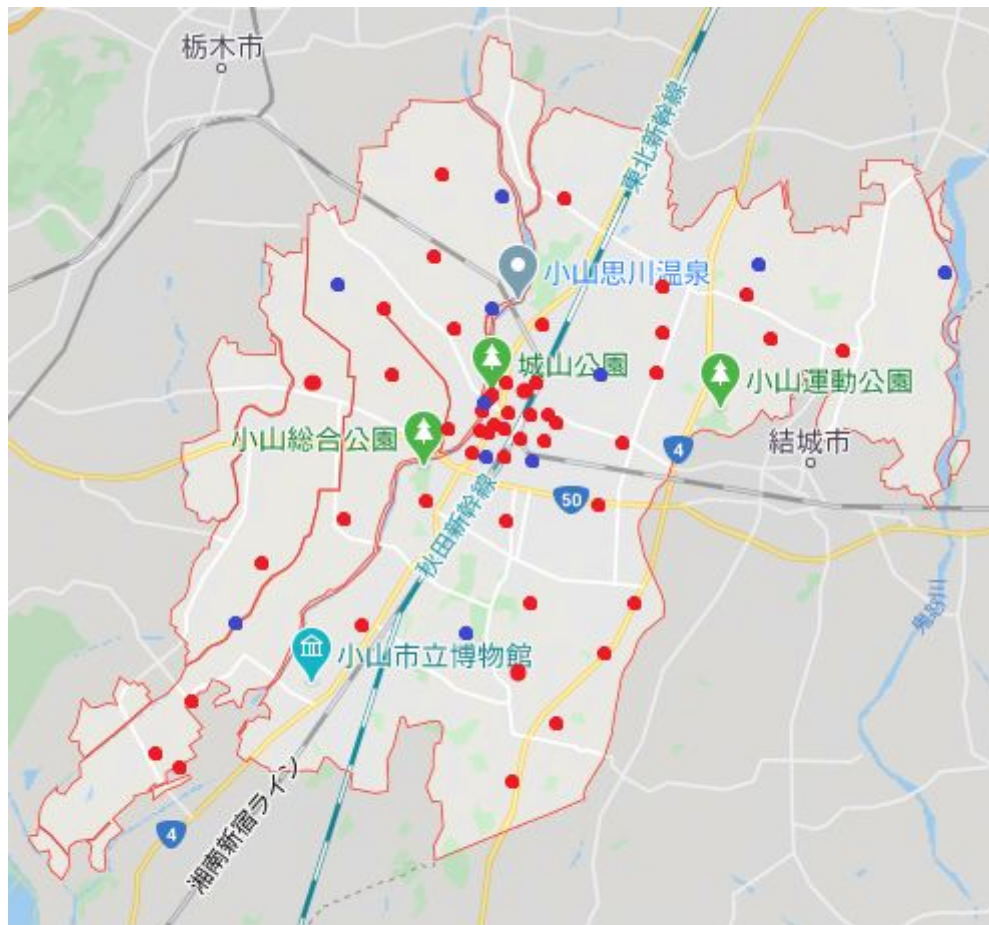 栃木市
東北新幹線
小山思川温泉
城山公園
小山運動公園
小山総合公園
4
結城市
50
秋田新幹線
鬼怒川
小山市立博物館
湘南新宿ライン
4